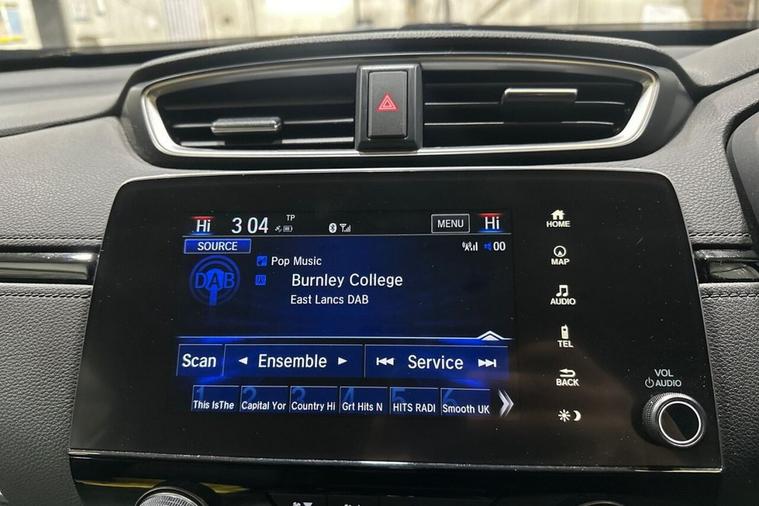 Hi 3 04 TP MENU Hi
SOURCE 00
DAB
Pop Music
Burnley College
East Lancs DAB
Scan Ensemble Service
1 2 3 4 5 6
This IsThe Capital Yor Country Hi Grt Hits N HITS RADI Smooth UK
HOME
MAP
AUDIO
TEL
BACK
VOL
AUDIO